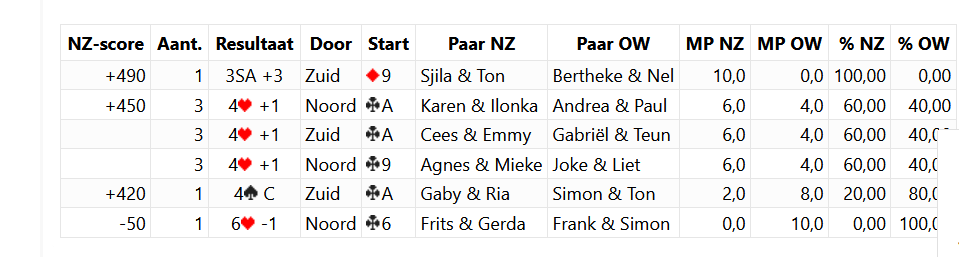 NZ-score Aant. Resultaat Door Start Paar NZ Paar OW MP NZ MP OW % NZ % OW
+490 1 3SA +3 Zuid ♦9 Sjila & Ton Bertheke & Nel 10,0 0,0 100,00 0,00
+450 3 4♥ +1 Noord ♣A Karen & Ilonka Andrea & Paul 6,0 4,0 60,00 40,00
3 4♥ +1 Zuid ♣A Cees & Emmy Gabriël & Teun 6,0 4,0 60,00 40,00
3 4♥ +1 Noord ♣9 Agnes & Mieke Joke & Liet 6,0 4,0 60,00 40,00
+420 1 4♠ C Zuid ♣A Gaby & Ria Simon & Ton 2,0 8,0 20,00 80,0
-50 1 6♥ -1 Noord ♣6 Frits & Gerda Frank & Simon 0,0 10,0 0,00 100,0